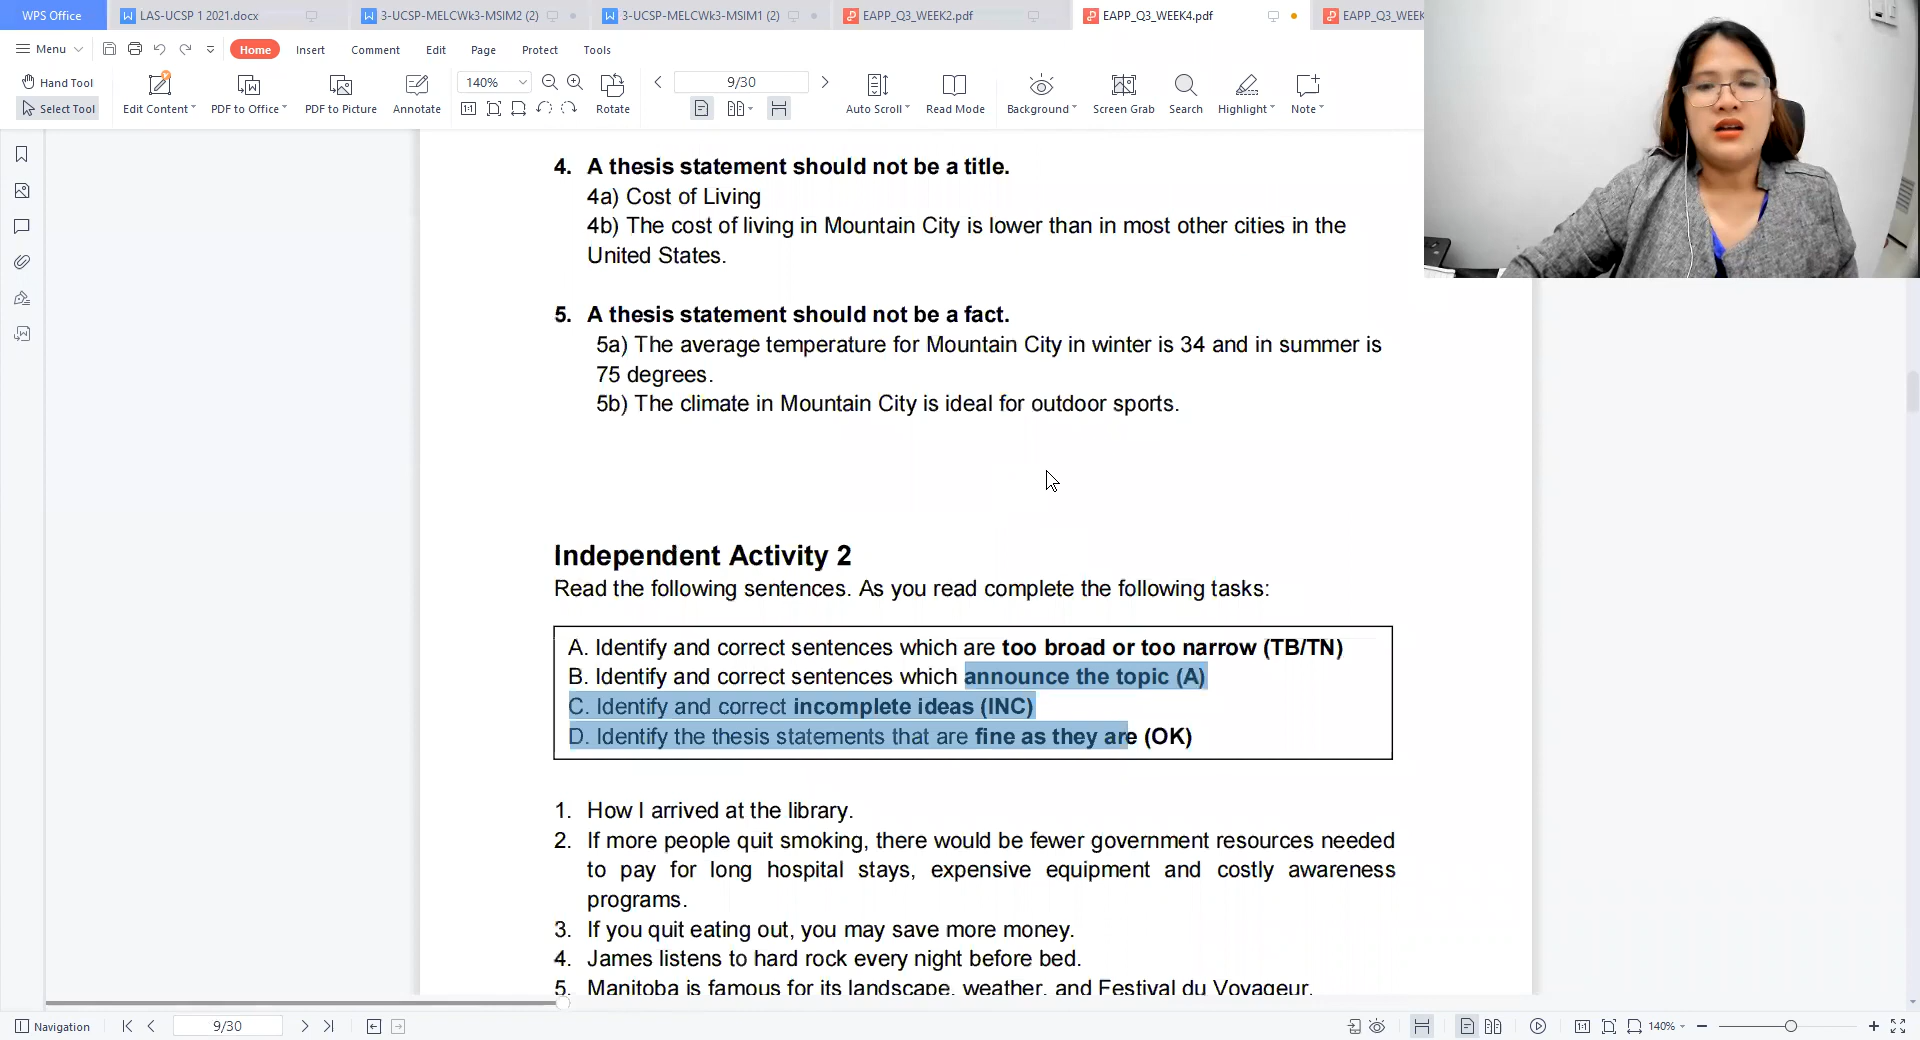 WPS Office
LAS-UCSP 1 2021.docx
3-UCSP-MELCWk3-MSIM2 (2)
3-UCSP-MELCWk3-MSIM1 (2)
EAPP_Q3_WEEK2.pdf
EAPP_Q3_WEEK4.pdf
EAPP_Q3_WEEK
Menu
Home
Insert
Comment
Edit
Page
Protect
Tools
Hand Tool
Select Tool
Edit Content
PDF to Office
PDF to Picture
Annotate
140%
Rotate
9/30
Auto Scroll
Read Mode
Background
Screen Grab
Search
Highlight
Note
4. A thesis statement should not be a title.
4a) Cost of Living
4b) The cost of living in Mountain City is lower than in most other cities in the
United States.
5. A thesis statement should not be a fact.
5a) The average temperature for Mountain City in winter is 34 and in summer is
75 degrees.
5b) The climate in Mountain City is ideal for outdoor sports.
Independent Activity 2
Read the following sentences. As you read complete the following tasks:
A. Identify and correct sentences which are too broad or too narrow (TB/TN)
B. Identify and correct sentences which announce the topic (A)
C. Identify and correct incomplete ideas (INC)
D. Identify the thesis statements that are fine as they are (OK)
1. How I arrived at the library.
2. If more people quit smoking, there would be fewer government resources needed
to pay for long hospital stays, expensive equipment and costly awareness
programs.
3. If you quit eating out, you may save more money.
4. James listens to hard rock every night before bed.
5. Manitoba is famous for its landscape, weather, and Festival du Voyageur.
Navigation
9/30
140%